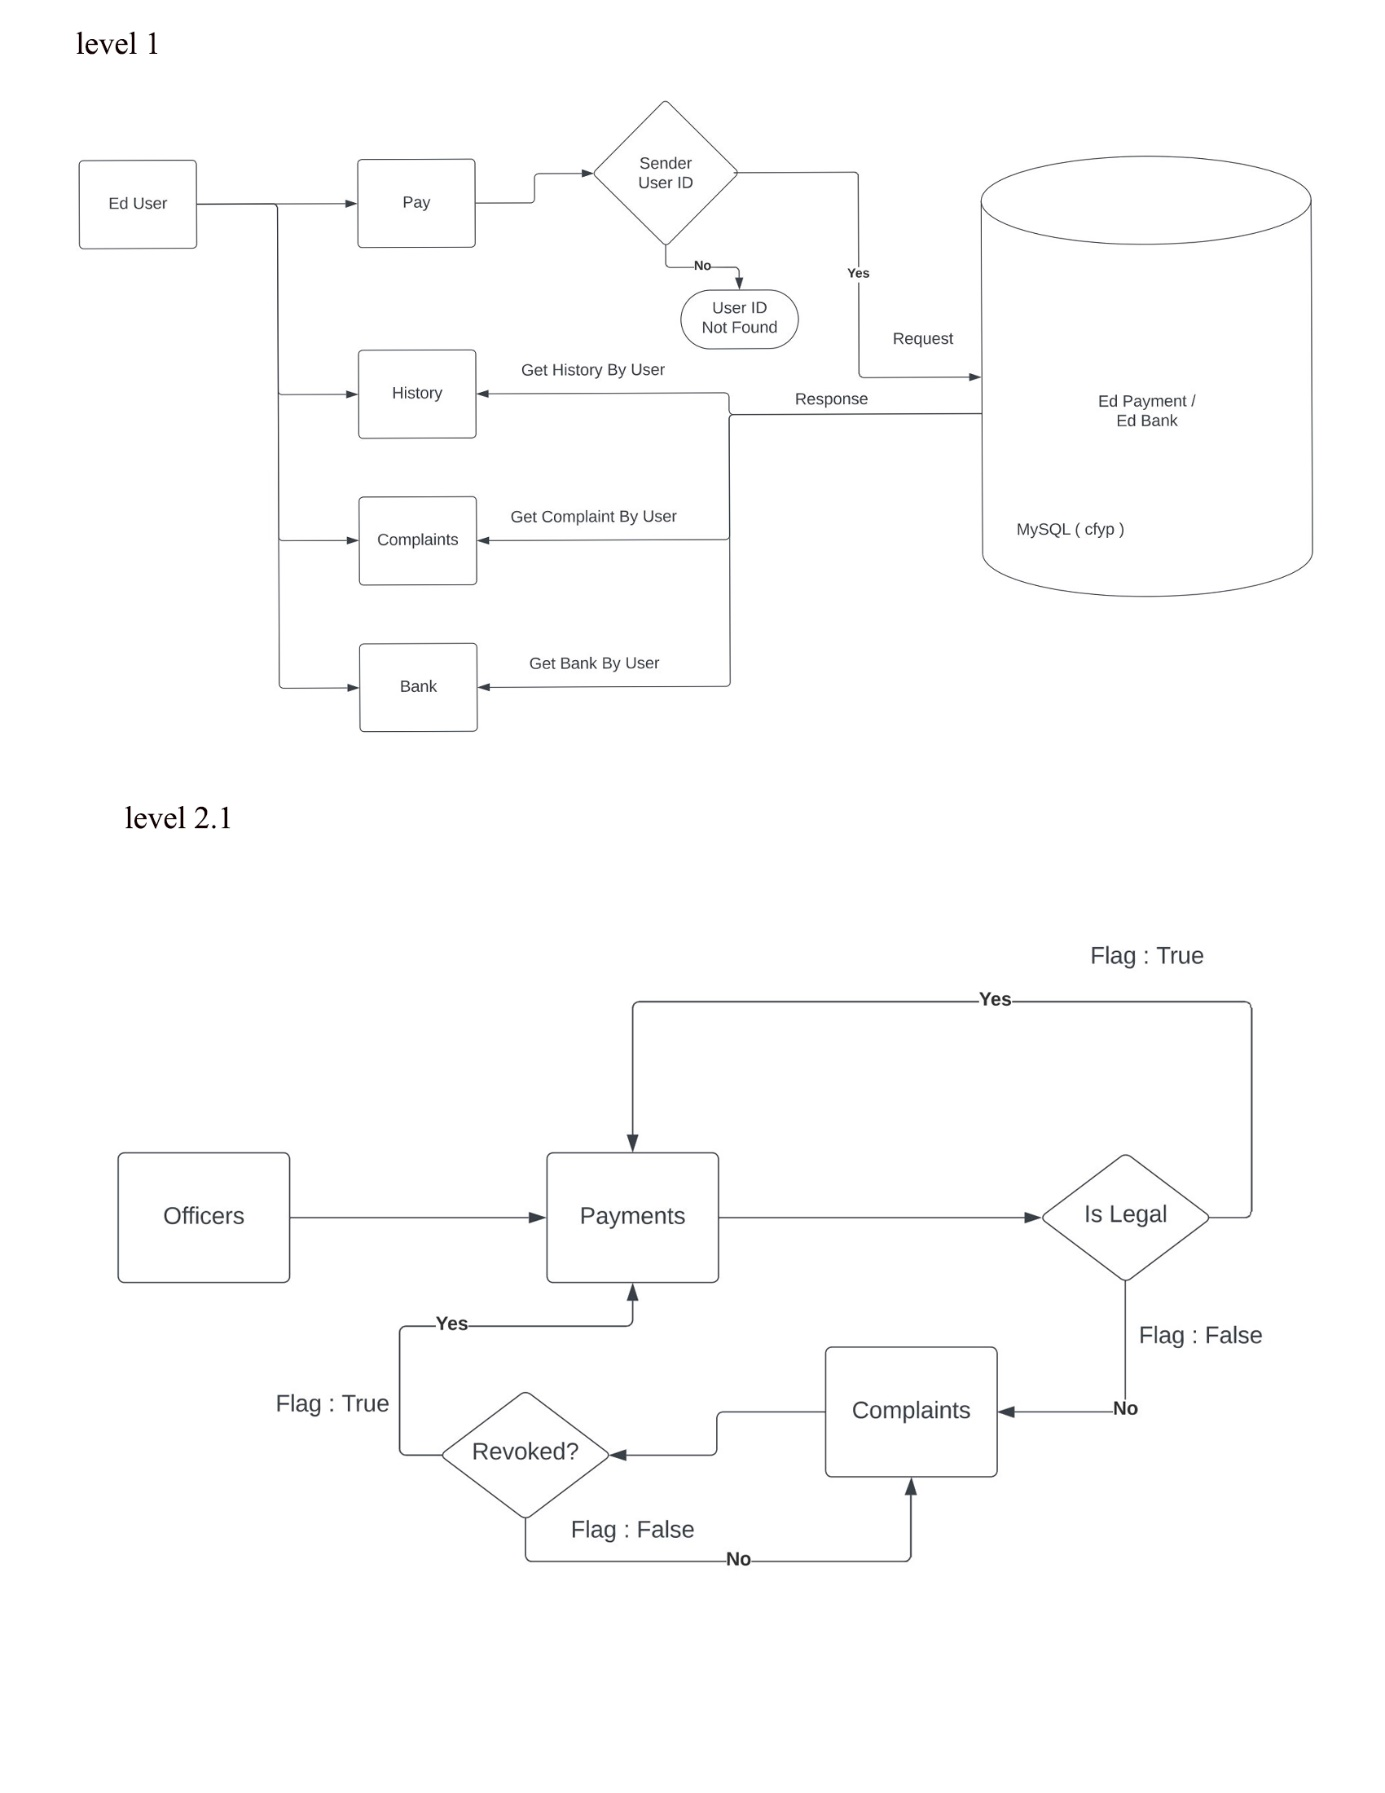 level 1
Ed User
Pay
Sender
User ID
No
User ID
Not Found
Yes
Request
History
Get History By User
Response
Ed Payment /
Ed Bank
Complaints
Get Complaint By User
MySQL ( cfyp )
Bank
Get Bank By User
level 2.1
Flag : True
Yes
Officers
Payments
Is Legal
Yes
Flag : False
Flag : True
Complaints
No
Revoked?
Flag : False
No